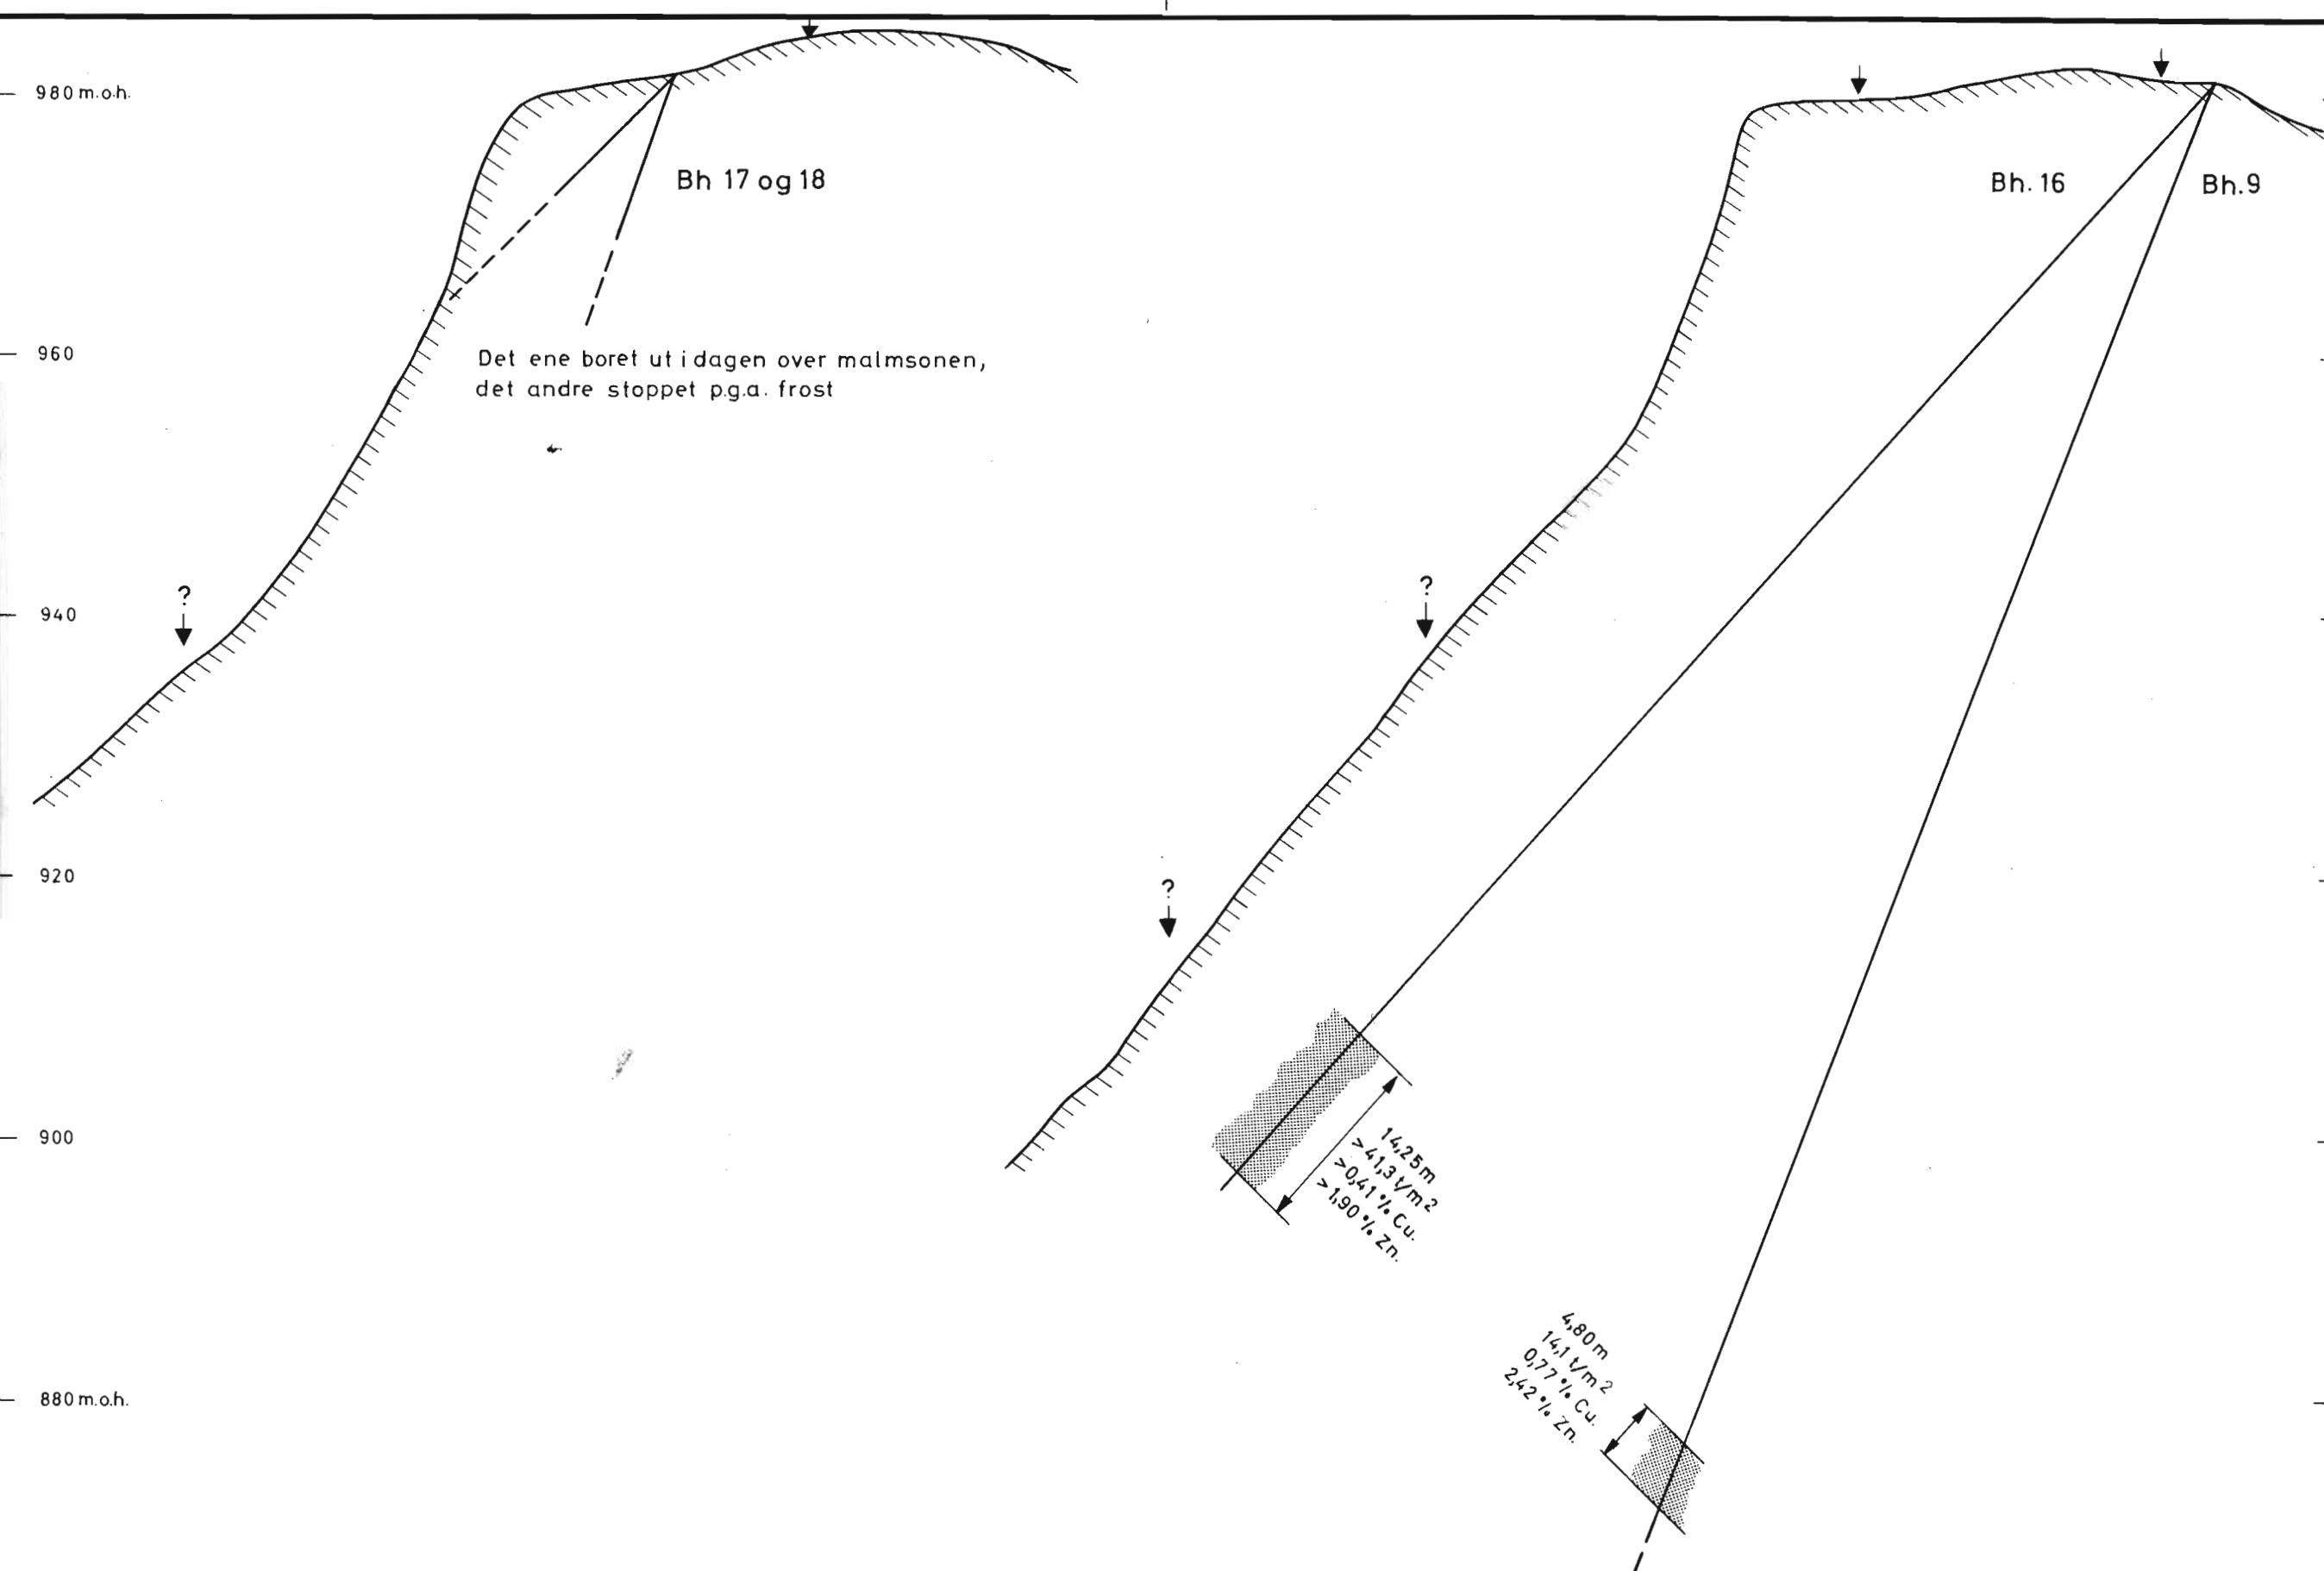 980 m.o.h.
960
940
920
900
880 m.o.h.
Bh 17 og 18
Det ene boret ut i dagen over malmsonen,
det andre stoppet p.g.a. frost
?
?
?
Bh. 16
Bh. 9
14,25 m
>41,3 t/m²
>0,41 % Cu.
>1,90 % Zn.
4,80 m
14,1 t/m²
0,77 % Cu.
2,42 % Zn.